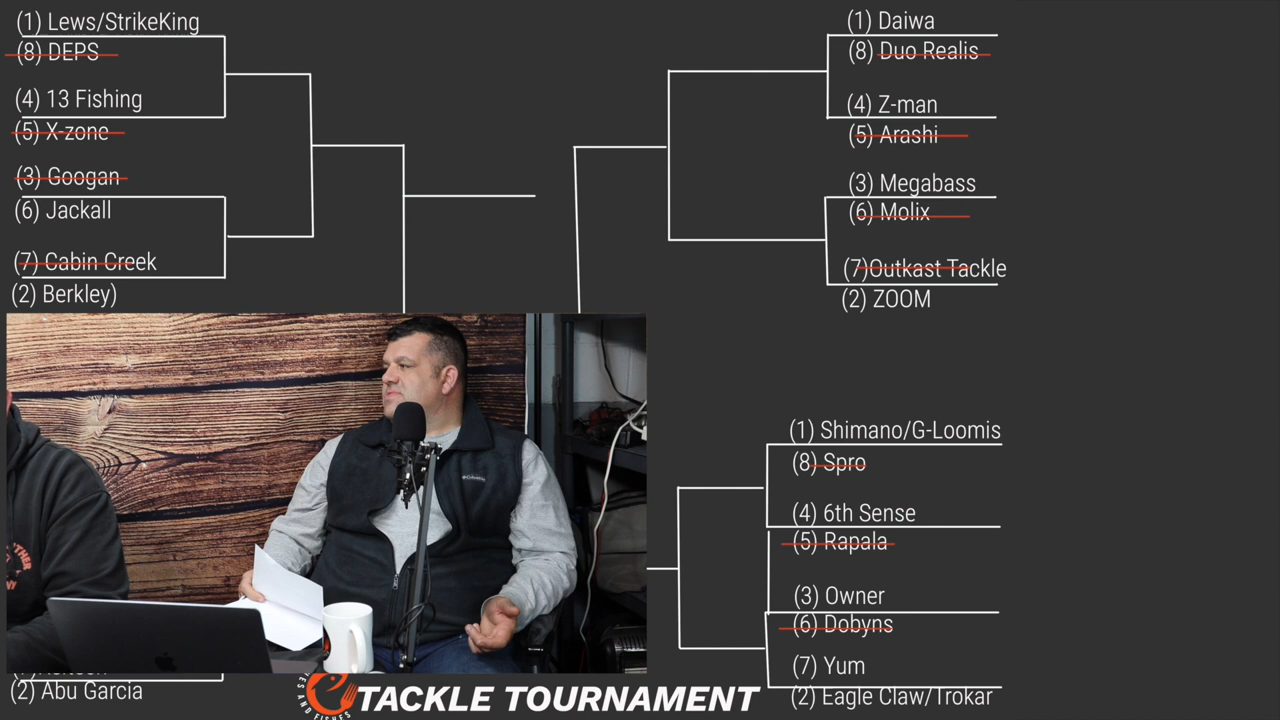 (1) Lews/StrikeKing
(8) DEPS
(4) 13 Fishing
(5) X-zone
(3) Googan
(6) Jackall
(7) Cabin Creek
(2) Berkley)
(2) Abu Garcia
(1) Daiwa
(8) Duo Realis
(4) Z-man
(5) Arashi
(3) Megabass
(6) Molix
(7)Outkast Tackle
(2) ZOOM
(1) Shimano/G-Loomis
(8) Spro
(4) 6th Sense
(5) Rapala
(3) Owner
(6) Dobyns
(7) Yum
(2) Eagle Claw/Trokar
Columbia
AND FISHES
TACKLE TOURNAMENT